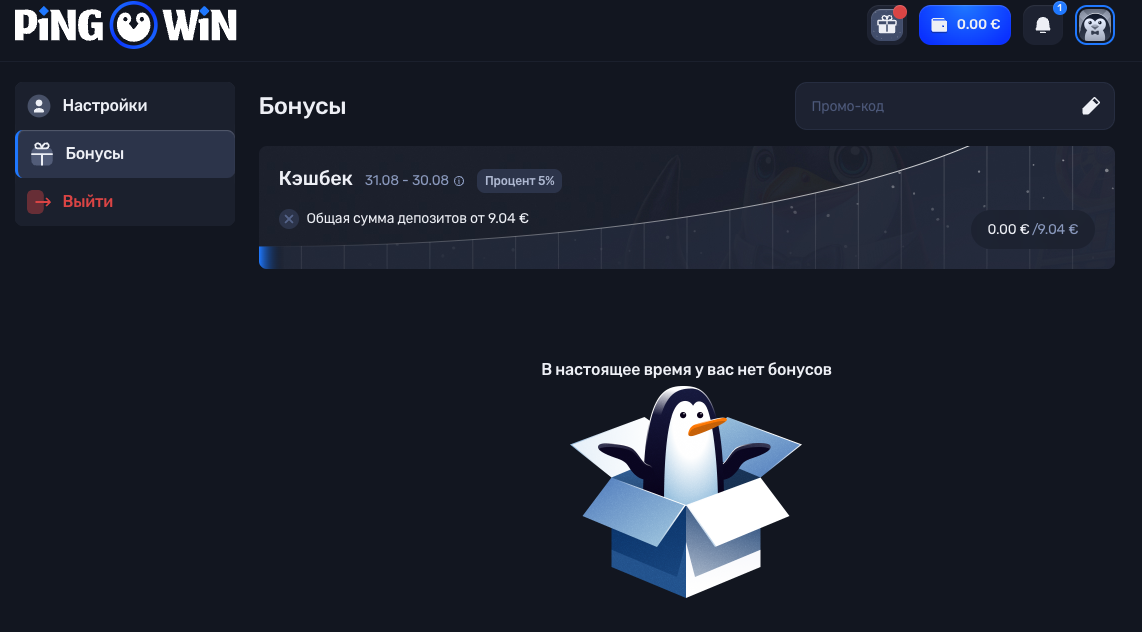 PiNG WiN
0.00 €
1
Настройки
Бонусы
Выйти
Бонусы
Промо-код
Кэшбек 31.08 - 30.08 Процент 5%
Общая сумма депозитов от 9.04 €
0.00 € /9.04 €
В настоящее время у вас нет бонусов